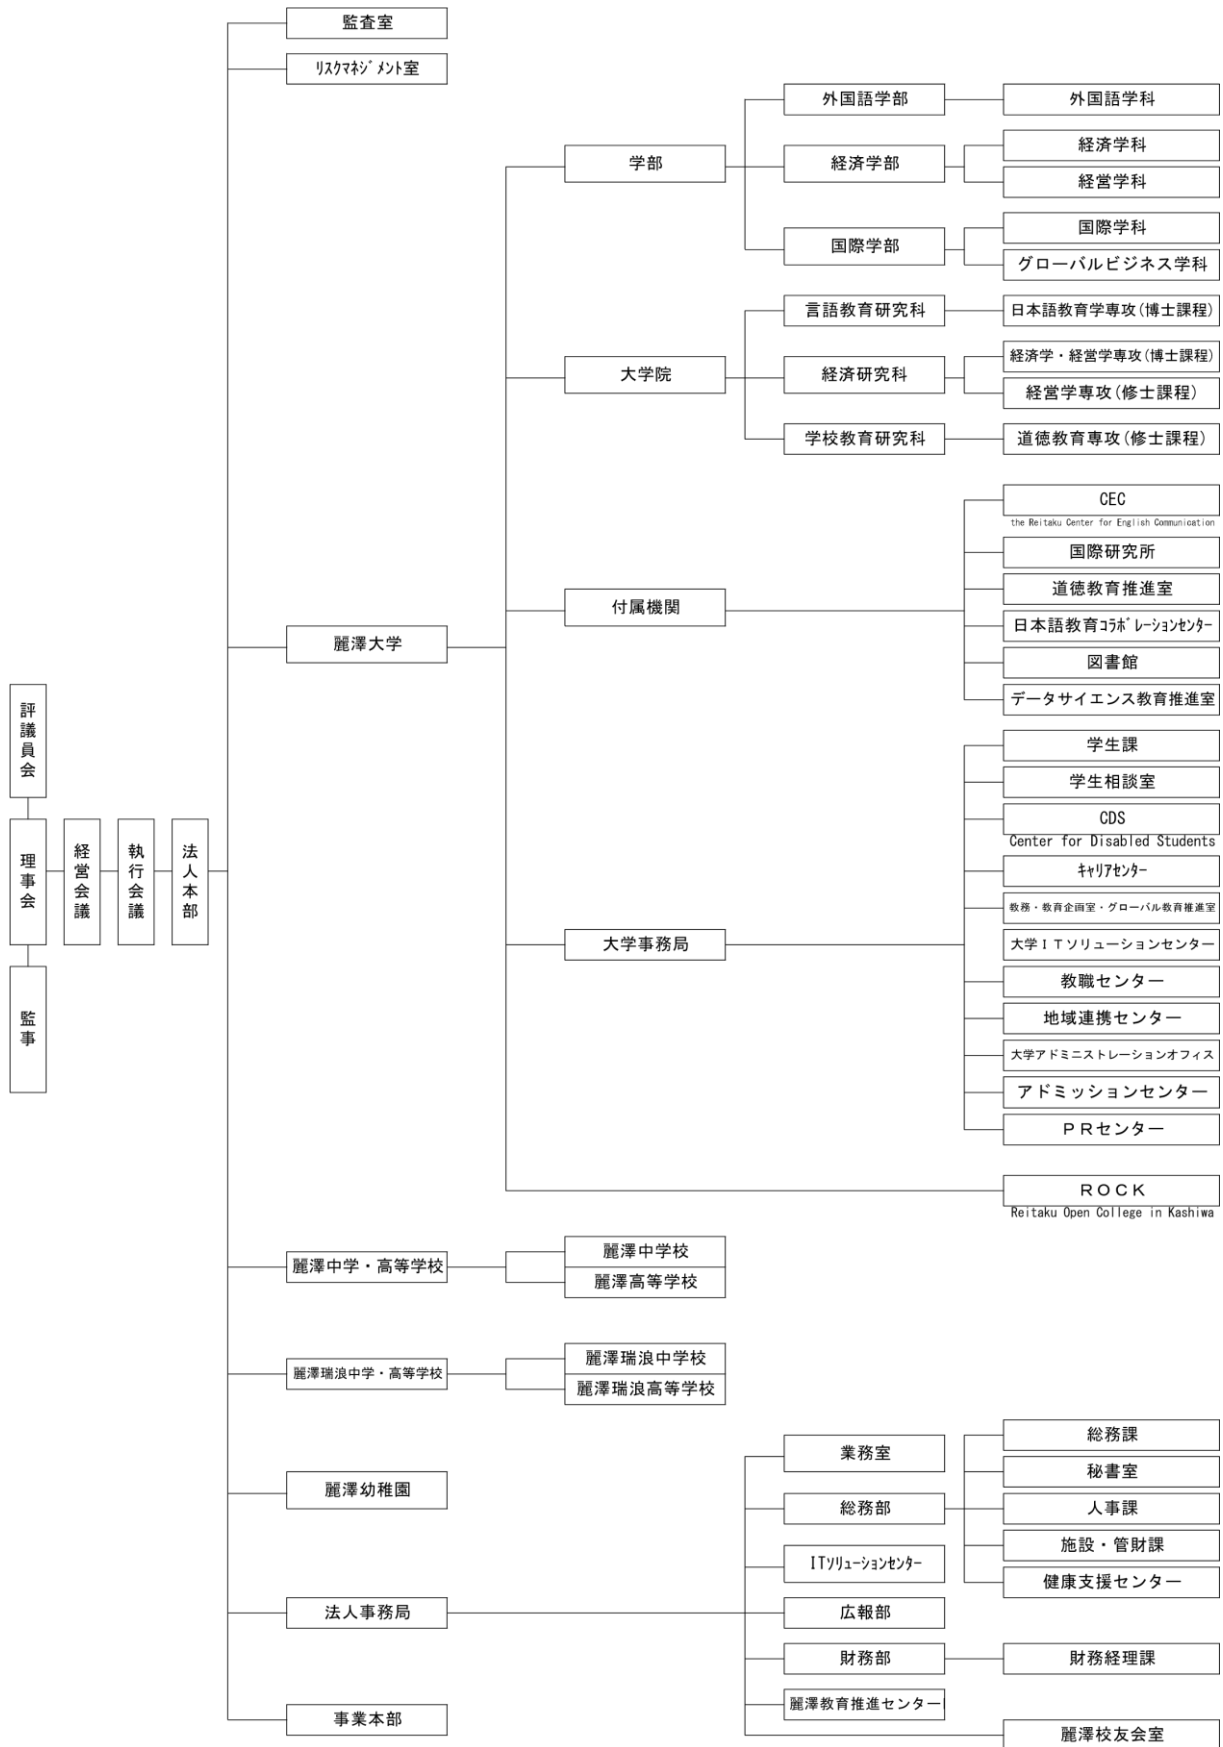 監査室
リスクマネジメント室
外国語学部
外国語学科
学部
経済学部
経済学科
経営学科
国際学部
国際学科
グローバルビジネス学科
言語教育研究科
日本語教育学専攻(博士課程)
大学院
経済研究科
経済学・経営学専攻(博士課程)
経営学専攻(修士課程)
学校教育研究科
道徳教育専攻(修士課程)
CEC
the Reitaku Center for English Communication
国際研究所
付属機関
道徳教育推進室
日本語教育コラボレーションセンター
麗澤大学
図書館
データサイエンス教育推進室
評議員会
理事会
監事
経営会議
執行会議
法人本部
学生課
学生相談室
CDS
Center for Disabled Students
キャリアセンター
教務・教育企画室・グローバル教育推進室
大学事務局
大学ITソリューションセンター
教職センター
地域連携センター
大学アドミニストレーションオフィス
アドミッションセンター
PRセンター
ROCK
Reitaku Open College in Kashiwa
麗澤中学・高等学校
麗澤中学校
麗澤高等学校
麗澤瑞浪中学・高等学校
麗澤瑞浪中学校
麗澤瑞浪高等学校
麗澤幼稚園
法人事務局
業務室
総務部
総務課
秘書室
人事課
施設・管財課
健康支援センター
ITソリューションセンター
広報部
財務部
財務経理課
麗澤教育推進センター
麗澤校友会室
事業本部